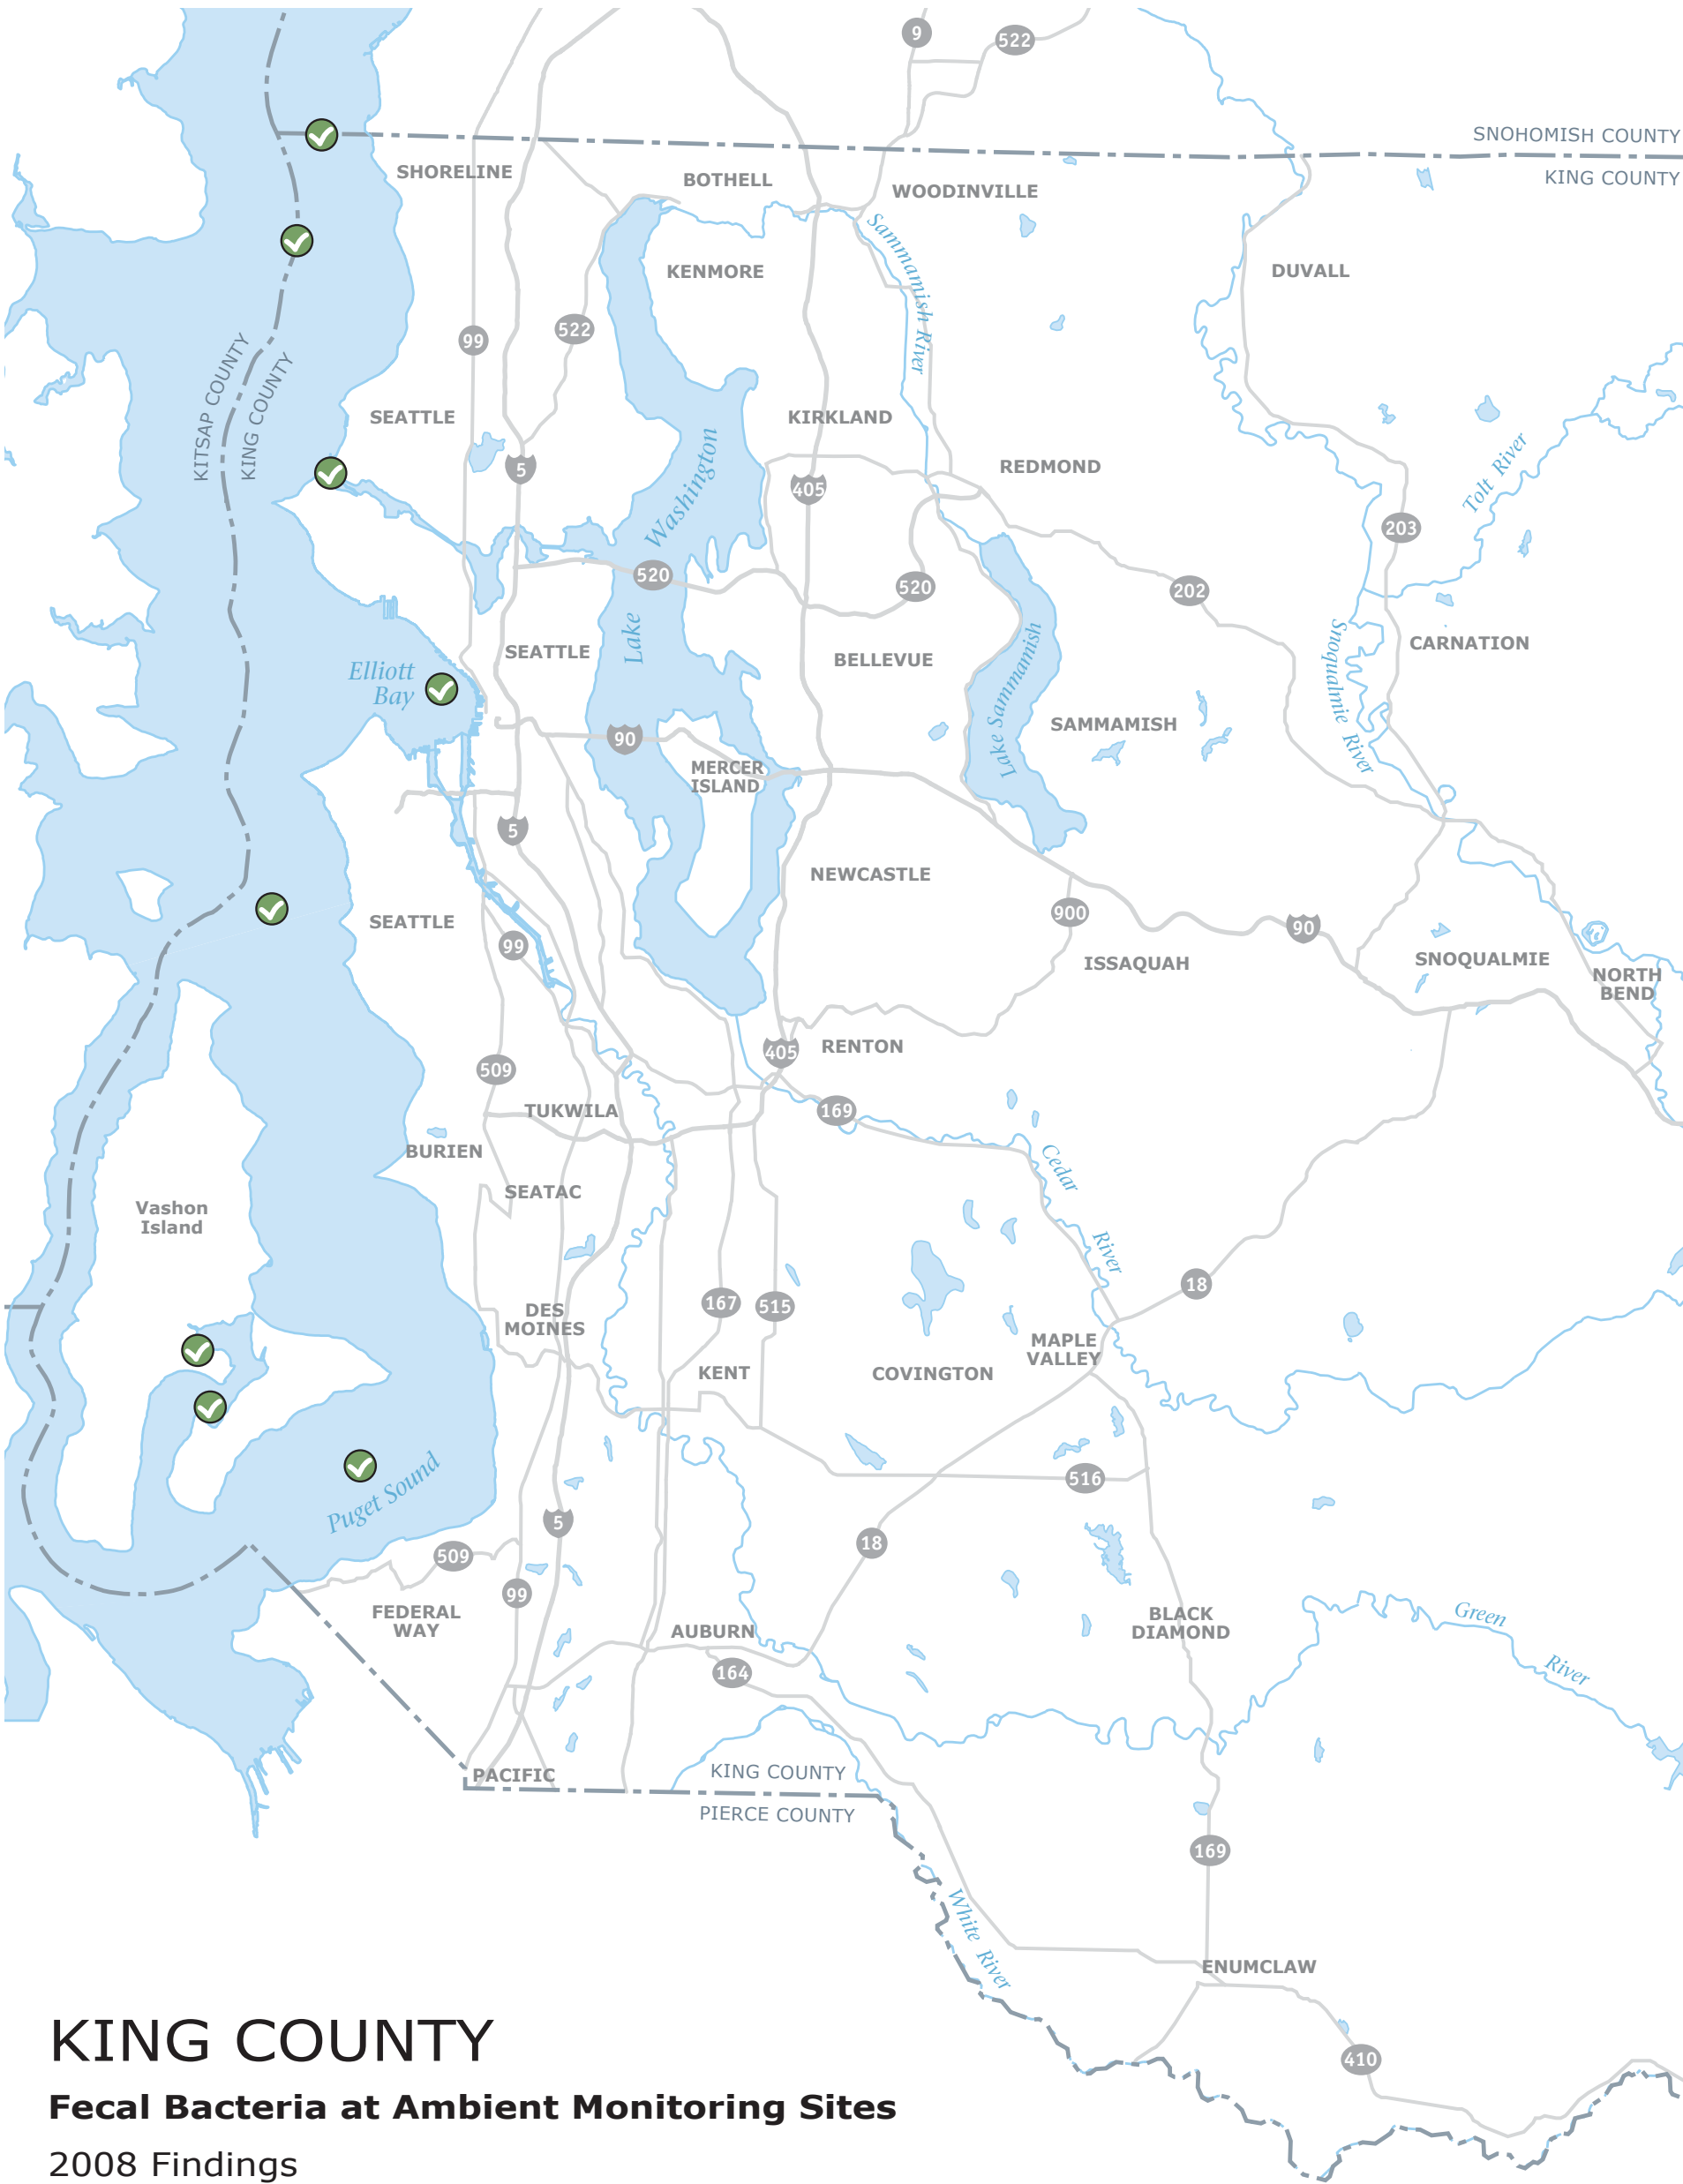 9
522
SNOHOMISH COUNTY
KING COUNTY
SHORELINE
BOTHELL
WOODINVILLE
Sammamish River
KENMORE
DUVALL
99
522
KITSAP COUNTY
KING COUNTY
SEATTLE
KIRKLAND
5
405
REDMOND
Tolt River
203
Lake Washington
520
520
202
Elliott
Bay
SEATTLE
BELLEVUE
Lake Sammamish
Snoqualmie River
CARNATION
SAMMAMISH
90
MERCER
ISLAND
5
NEWCASTLE
SEATTLE
900
90
99
ISSAQUAH
SNOQUALMIE
NORTH
BEND
405
RENTON
509
TUKWILA
169
BURIEN
Cedar River
SEATAC
Vashon
Island
18
167
515
DES
MOINES
MAPLE
VALLEY
KENT
COVINGTON
Puget Sound
516
5
18
509
99
FEDERAL
WAY
AUBURN
BLACK
DIAMOND
Green River
164
PACIFIC
KING COUNTY
PIERCE COUNTY
169
White River
ENUMCLAW
410
KING COUNTY
Fecal Bacteria at Ambient Monitoring Sites
2008 Findings